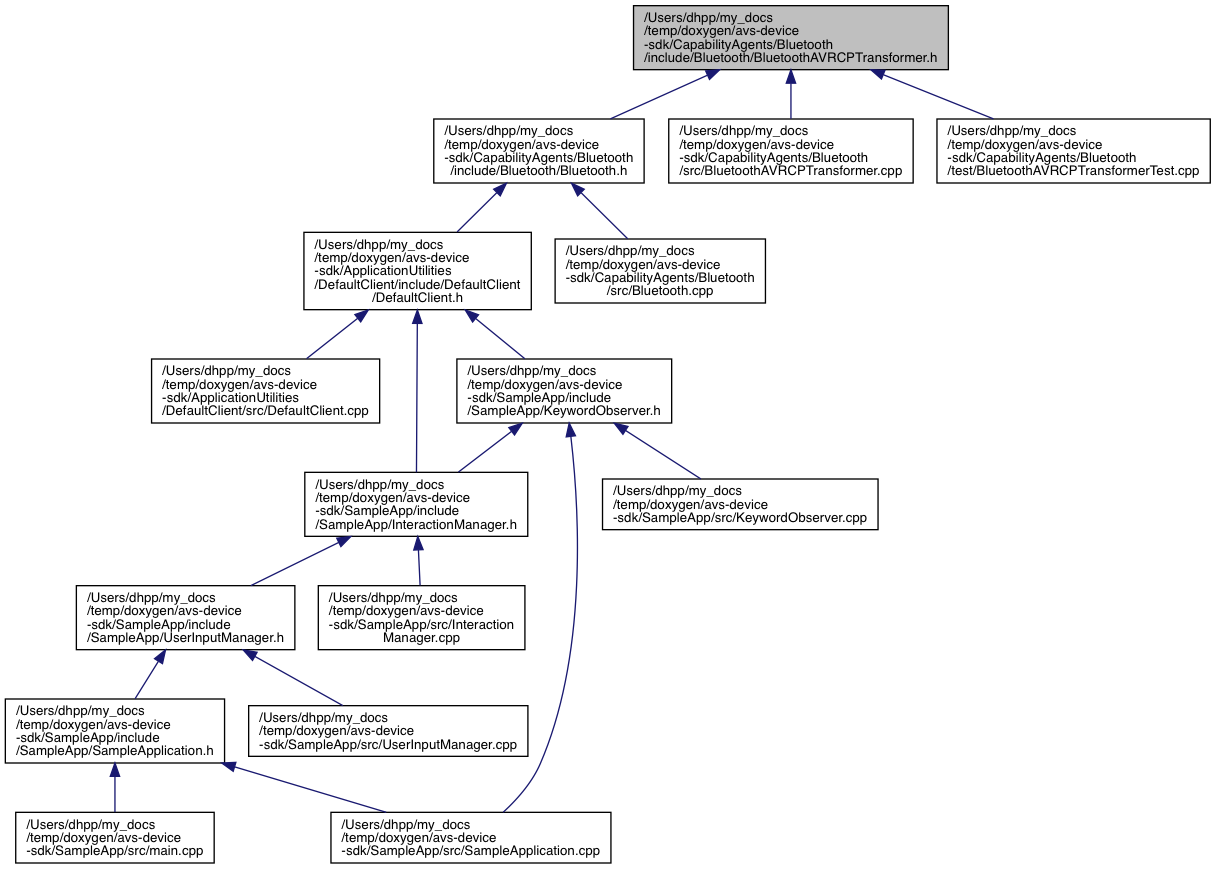 /Users/dhpp/my_docs
/temp/doxygen/avs-device
-sdk/CapabilityAgents/Bluetooth
/include/Bluetooth/BluetoothAVRCPTransformer.h
/Users/dhpp/my_docs
/temp/doxygen/avs-device
-sdk/CapabilityAgents/Bluetooth
/include/Bluetooth/Bluetooth.h
/Users/dhpp/my_docs
/temp/doxygen/avs-device
-sdk/CapabilityAgents/Bluetooth
/src/BluetoothAVRCPTransformer.cpp
/Users/dhpp/my_docs
/temp/doxygen/avs-device
-sdk/CapabilityAgents/Bluetooth
/test/BluetoothAVRCPTransformerTest.cpp
/Users/dhpp/my_docs
/temp/doxygen/avs-device
-sdk/ApplicationUtilities
/DefaultClient/include/DefaultClient
/DefaultClient.h
/Users/dhpp/my_docs
/temp/doxygen/avs-device
-sdk/CapabilityAgents/Bluetooth
/src/Bluetooth.cpp
/Users/dhpp/my_docs
/temp/doxygen/avs-device
-sdk/ApplicationUtilities
/DefaultClient/src/DefaultClient.cpp
/Users/dhpp/my_docs
/temp/doxygen/avs-device
-sdk/SampleApp/include
/SampleApp/KeywordObserver.h
/Users/dhpp/my_docs
/temp/doxygen/avs-device
-sdk/SampleApp/include
/SampleApp/InteractionManager.h
/Users/dhpp/my_docs
/temp/doxygen/avs-device
-sdk/SampleApp/src/KeywordObserver.cpp
/Users/dhpp/my_docs
/temp/doxygen/avs-device
-sdk/SampleApp/include
/SampleApp/UserInputManager.h
/Users/dhpp/my_docs
/temp/doxygen/avs-device
-sdk/SampleApp/src/Interaction
Manager.cpp
/Users/dhpp/my_docs
/temp/doxygen/avs-device
-sdk/SampleApp/include
/SampleApp/SampleApplication.h
/Users/dhpp/my_docs
/temp/doxygen/avs-device
-sdk/SampleApp/src/UserInputManager.cpp
/Users/dhpp/my_docs
/temp/doxygen/avs-device
-sdk/SampleApp/src/main.cpp
/Users/dhpp/my_docs
/temp/doxygen/avs-device
-sdk/SampleApp/src/SampleApplication.cpp